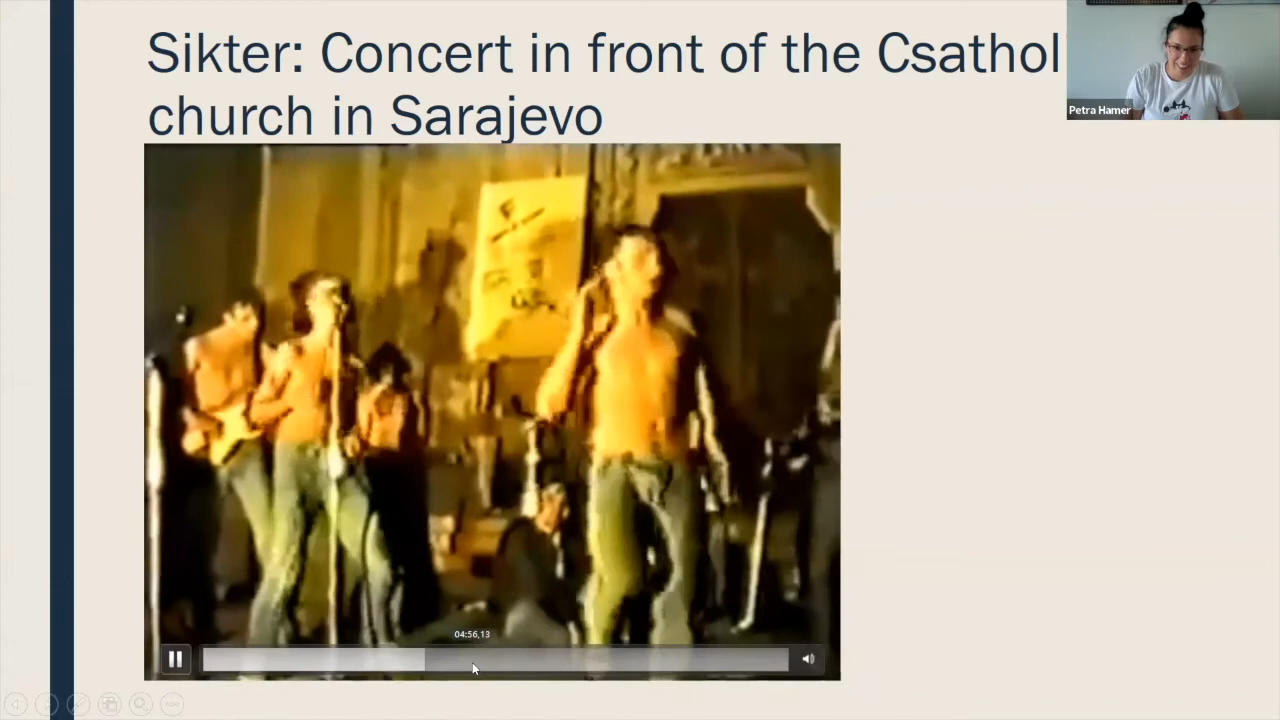 Sikter: Concert in front of the Csathol
church in Sarajevo
Petra Hamer
04:56,13